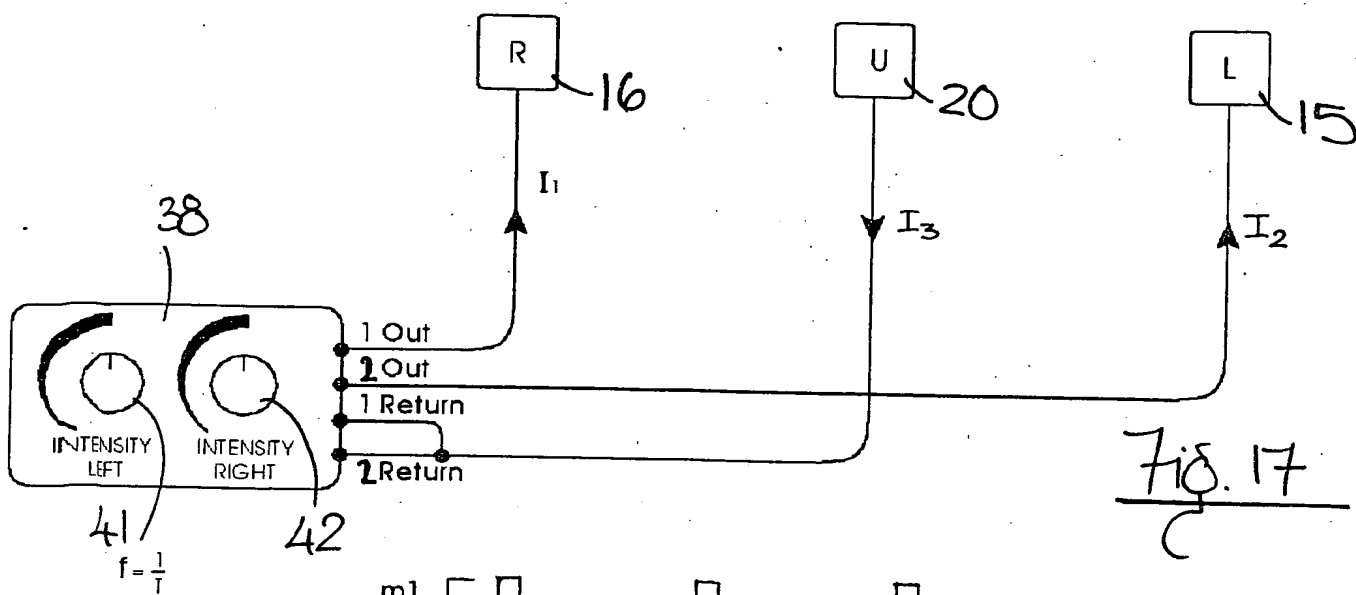 R
16
U
20
L
15
I1
I3
I2
38
1 Out
2 Out
1 Return
2 Return
INTENSITY
LEFT
INTENSITY
RIGHT
41
42
f = 1/T
Fig. 17
m1